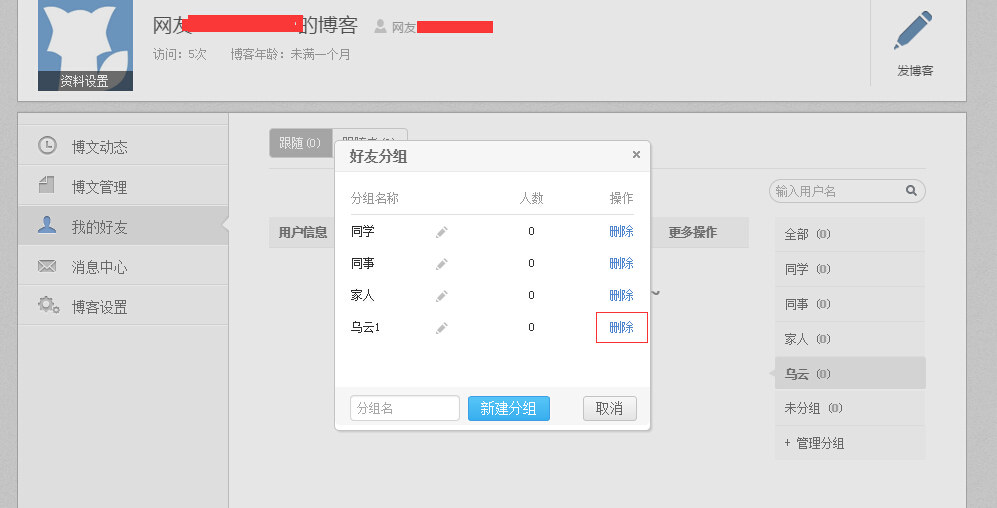 网友 的博客 网友
资料设置
访问：5次 博客年龄：未满一个月
发博客
博文动态
博文管理
我的好友
消息中心
博客设置
跟随 (0)
好友分组 ×
分组名称 人数 操作
同学 0 删除
同事 0 删除
家人 0 删除
乌云1 0 删除
分组名 新建分组 取消
用户信息
更多操作
~
输入用户名
全部 (0)
同学 (0)
同事 (0)
家人 (0)
乌云 (0)
未分组 (0)
+ 管理分组